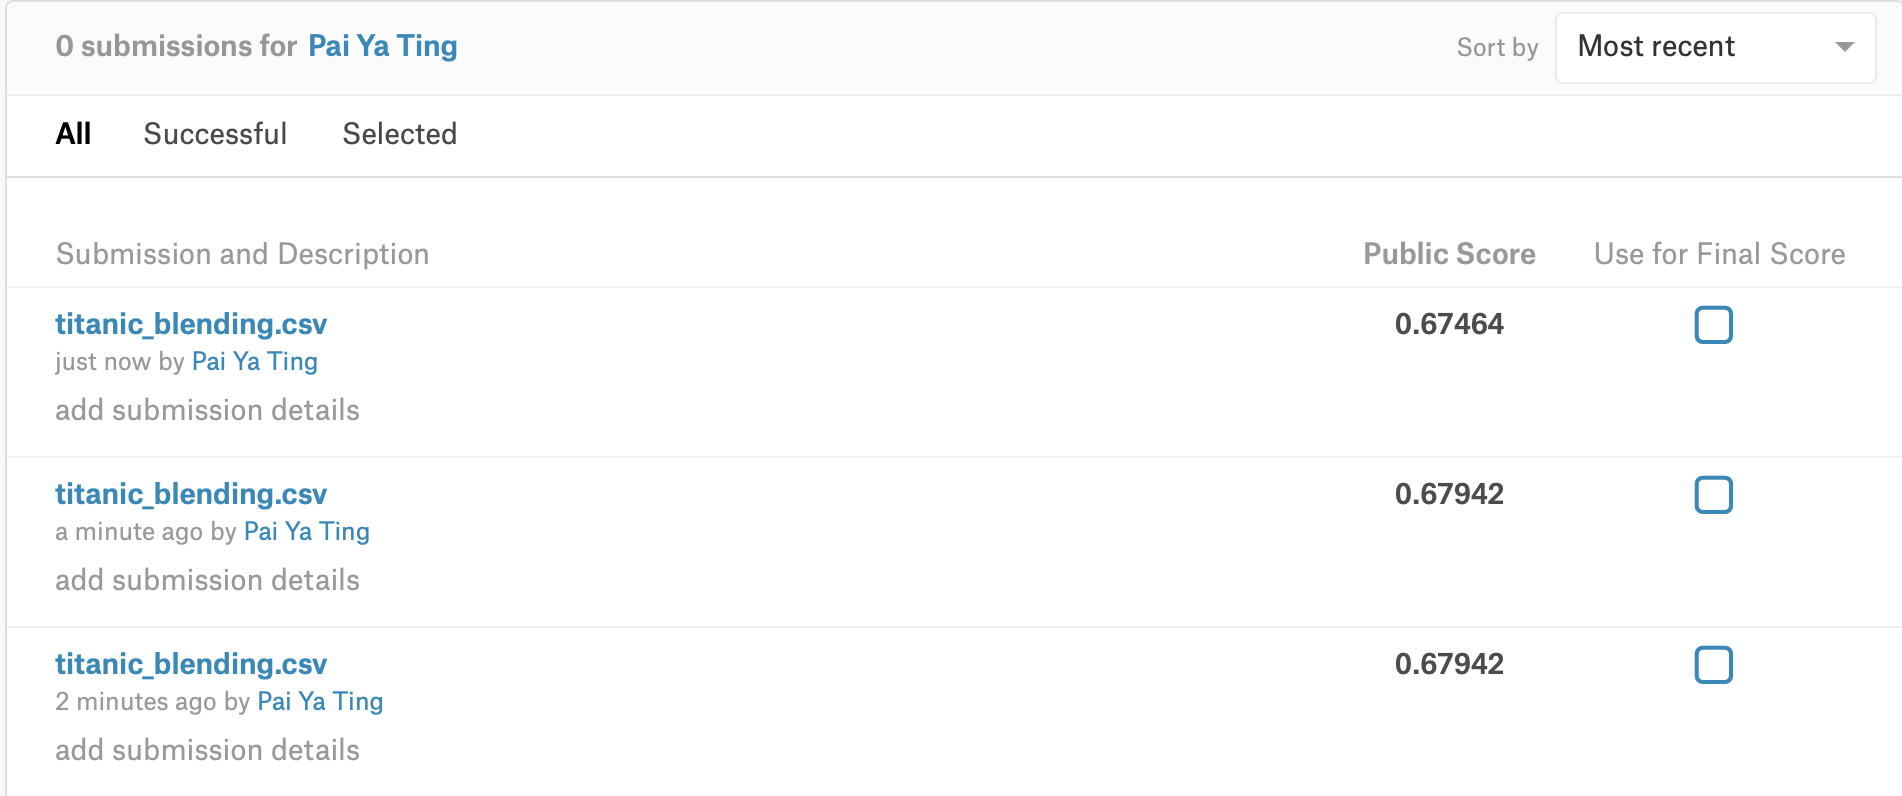 0 submissions for Pai Ya Ting
Sort by Most recent
All Successful Selected
Submission and Description Public Score Use for Final Score
titanic_blending.csv 0.67464
just now by Pai Ya Ting
add submission details
titanic_blending.csv 0.67942
a minute ago by Pai Ya Ting
add submission details
titanic_blending.csv 0.67942
2 minutes ago by Pai Ya Ting
add submission details